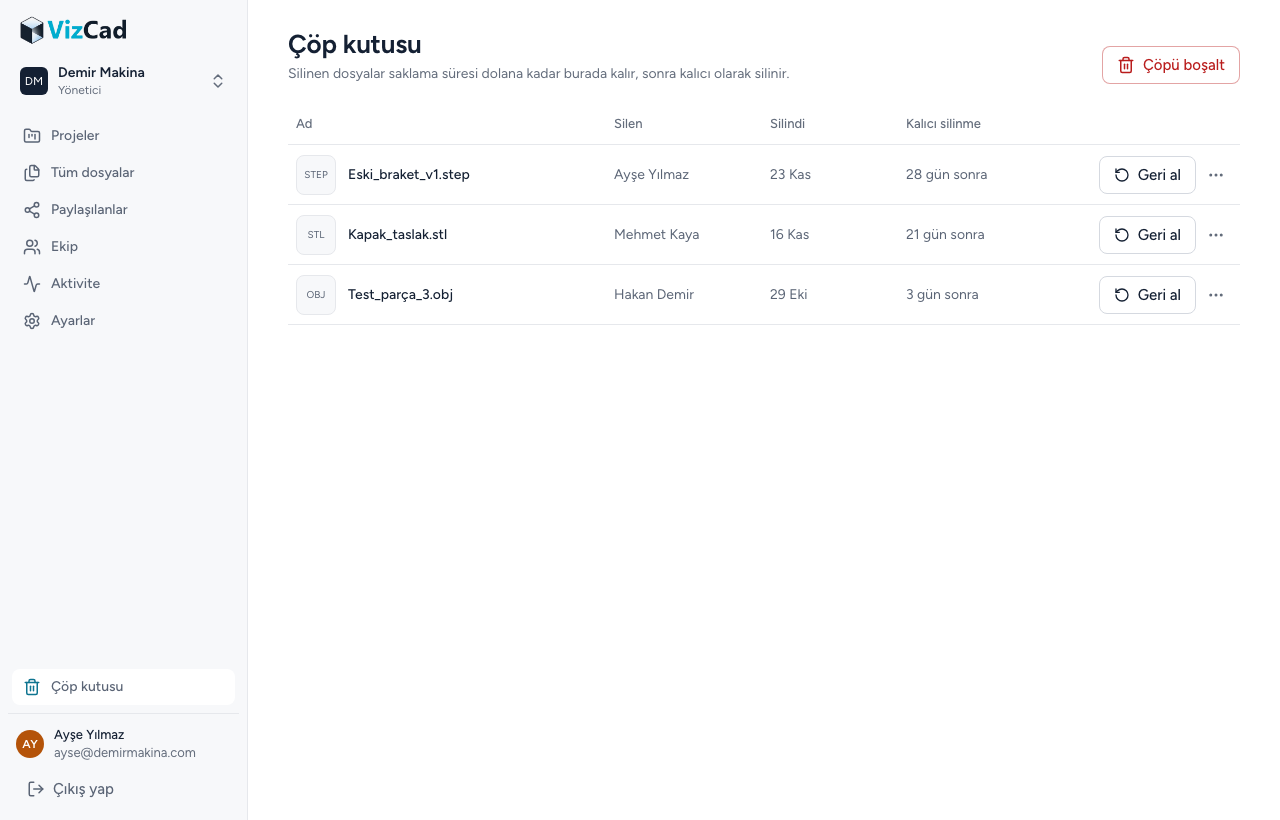 VizCad
DM
Demir Makina
Yönetici
Projeler
Tüm dosyalar
Paylaşılanlar
Ekip
Aktivite
Ayarlar
Çöp kutusu
AY
Ayşe Yılmaz
ayse@demirmakina.com
Çıkış yap
Çöp kutusu
Silinen dosyalar saklama süresi dolana kadar burada kalır, sonra kalıcı olarak silinir.
Çöpü boşalt
Ad Silen Silindi Kalıcı silinme
STEP Eski_braket_v1.step Ayşe Yılmaz 23 Kas 28 gün sonra Geri al
STL Kapak_taslak.stl Mehmet Kaya 16 Kas 21 gün sonra Geri al
OBJ Test_parça_3.obj Hakan Demir 29 Eki 3 gün sonra Geri al